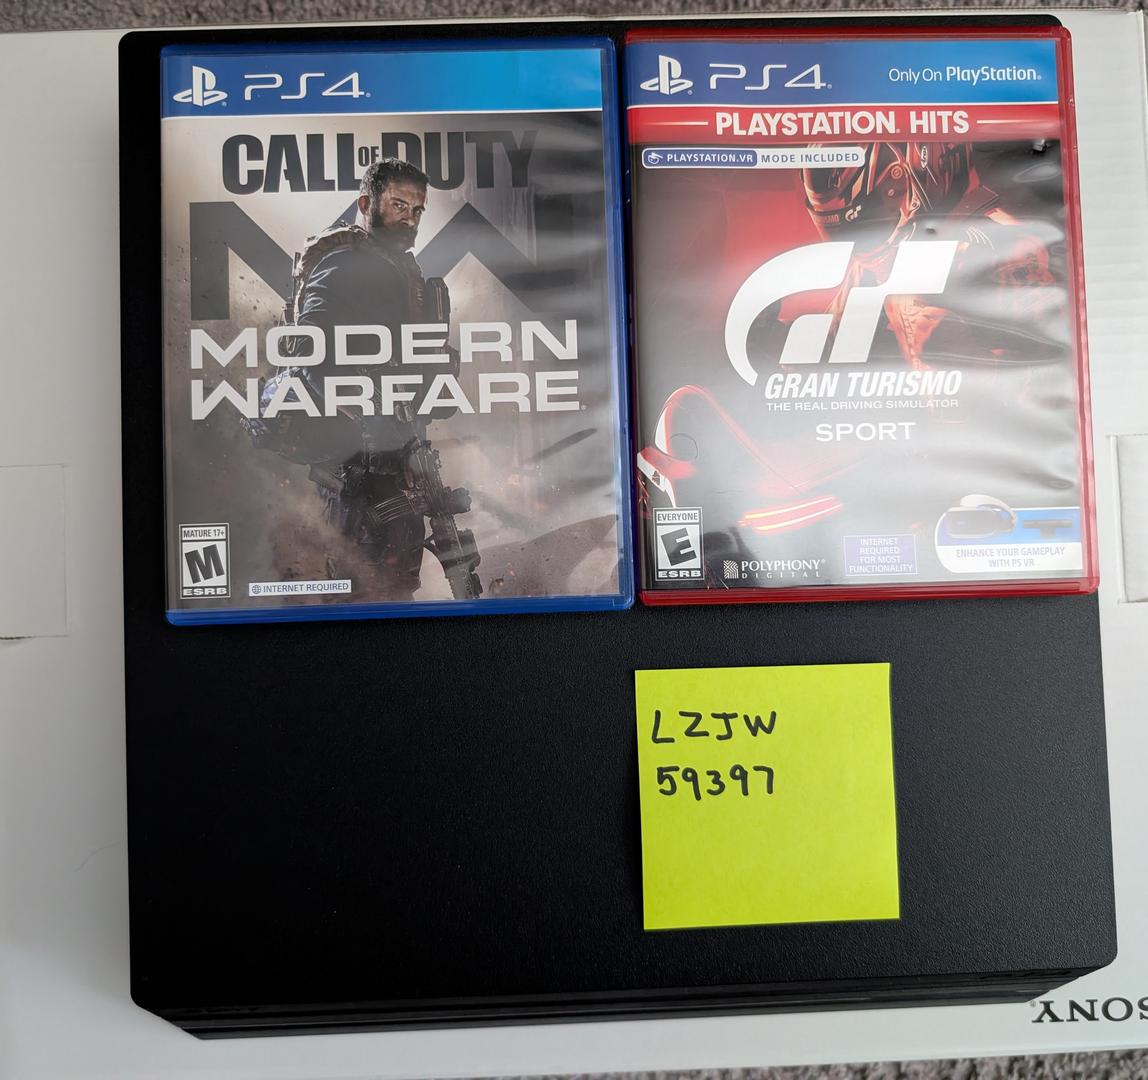 PS4
CALL OF DUTY
MODERN
WARFARE
MATURE 17+
M
ESRB
INTERNET REQUIRED
PS4
Only On PlayStation
PLAYSTATION HITS
PLAYSTATION VR MODE INCLUDED
GT
GRAN TURISMO
THE REAL DRIVING SIMULATOR
SPORT
EVERYONE
E
ESRB
POLYPHONY
DIGITAL
INTERNET
REQUIRED
FOR MOST
FUNCTIONALITY
ENHANCE YOUR GAMEPLAY
WITH PS VR
LZJW
59397
SONY